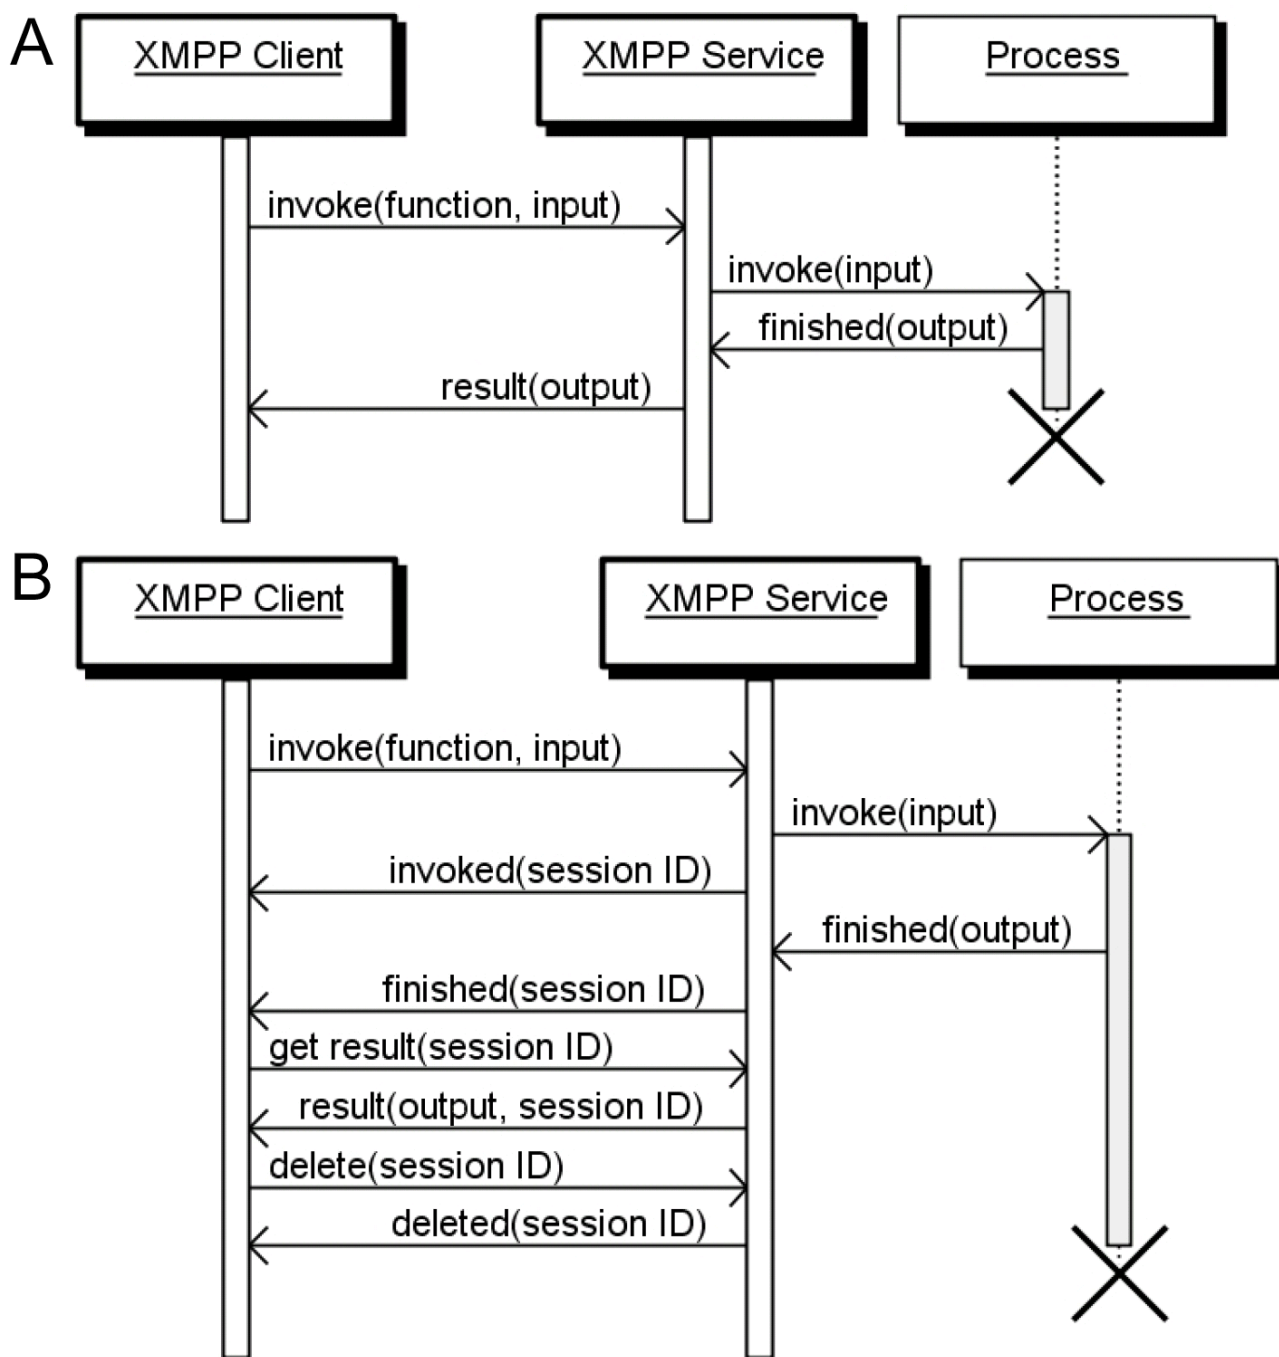 A
XMPP Client
XMPP Service
Process
invoke(function, input)
invoke(input)
finished(output)
result(output)
B
XMPP Client
XMPP Service
Process
invoke(function, input)
invoke(input)
invoked(session ID)
finished(output)
finished(session ID)
get result(session ID)
result(output, session ID)
delete(session ID)
deleted(session ID)